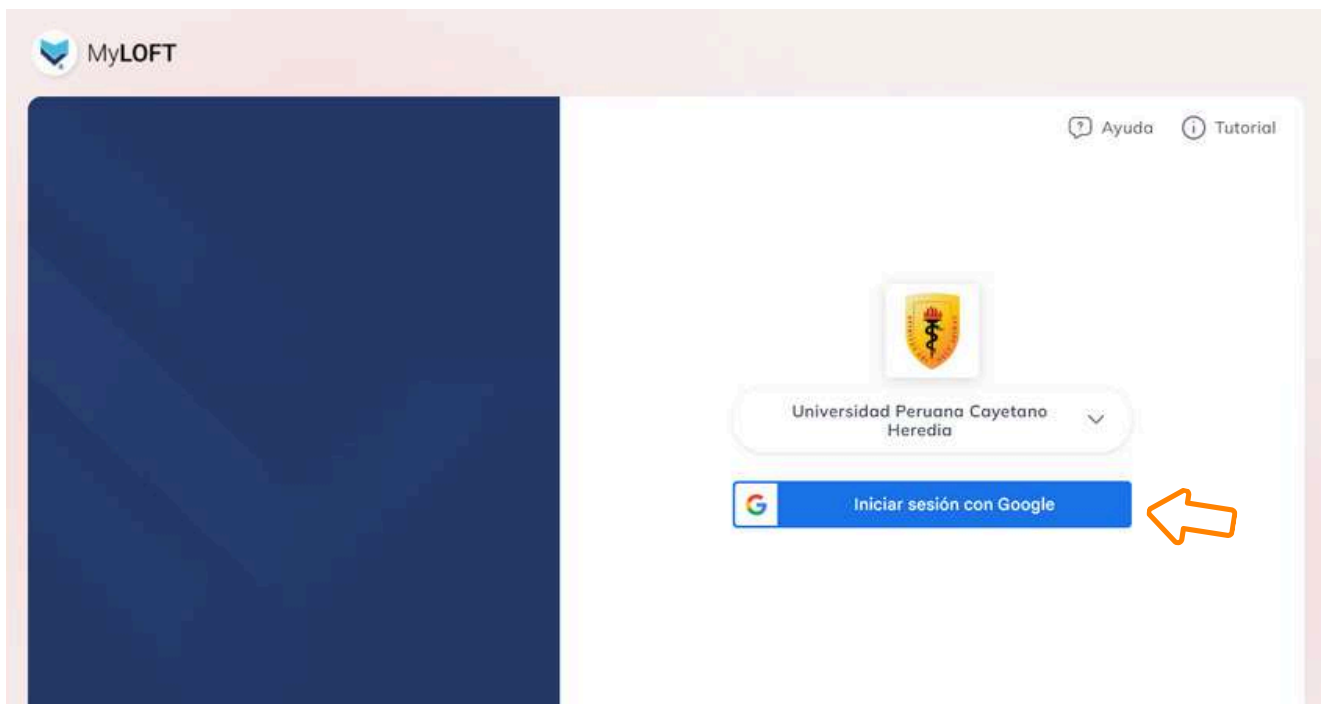 MyLOFT
Ayuda
Tutorial
Universidad Peruana Cayetano
Heredia
Iniciar sesión con Google